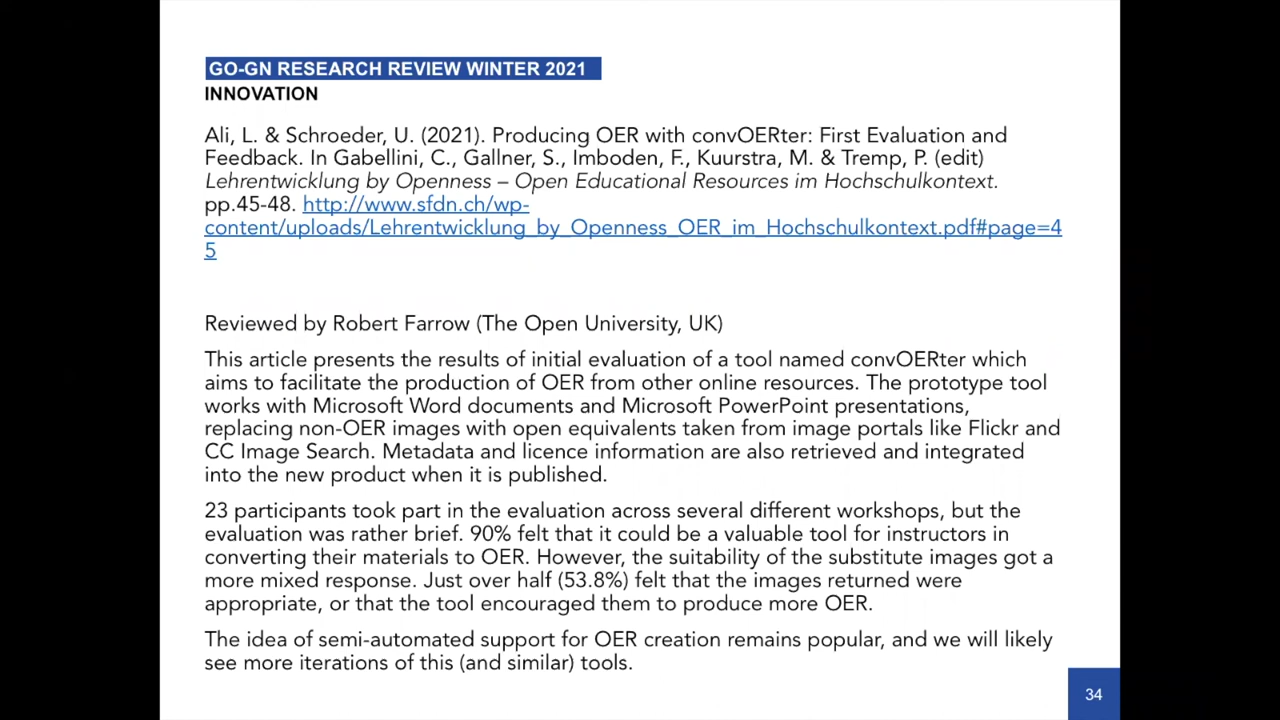 GO-GN RESEARCH REVIEW WINTER 2021
INNOVATION
Ali, L. & Schroeder, U. (2021). Producing OER with convOERter: First Evaluation and
Feedback. In Gabellini, C., Gallner, S., Imboden, F., Kuurstra, M. & Tremp, P. (edit)
Lehrentwicklung by Openness – Open Educational Resources im Hochschulkontext.
pp.45-48. http://www.sfdn.ch/wp-
content/uploads/Lehrentwicklung_by_Openness_OER_im_Hochschulkontext.pdf#page=4
5
Reviewed by Robert Farrow (The Open University, UK)
This article presents the results of initial evaluation of a tool named convOERter which
aims to facilitate the production of OER from other online resources. The prototype tool
works with Microsoft Word documents and Microsoft PowerPoint presentations,
replacing non-OER images with open equivalents taken from image portals like Flickr and
CC Image Search. Metadata and licence information are also retrieved and integrated
into the new product when it is published.
23 participants took part in the evaluation across several different workshops, but the
evaluation was rather brief. 90% felt that it could be a valuable tool for instructors in
converting their materials to OER. However, the suitability of the substitute images got a
more mixed response. Just over half (53.8%) felt that the images returned were
appropriate, or that the tool encouraged them to produce more OER.
The idea of semi-automated support for OER creation remains popular, and we will likely
see more iterations of this (and similar) tools.
34